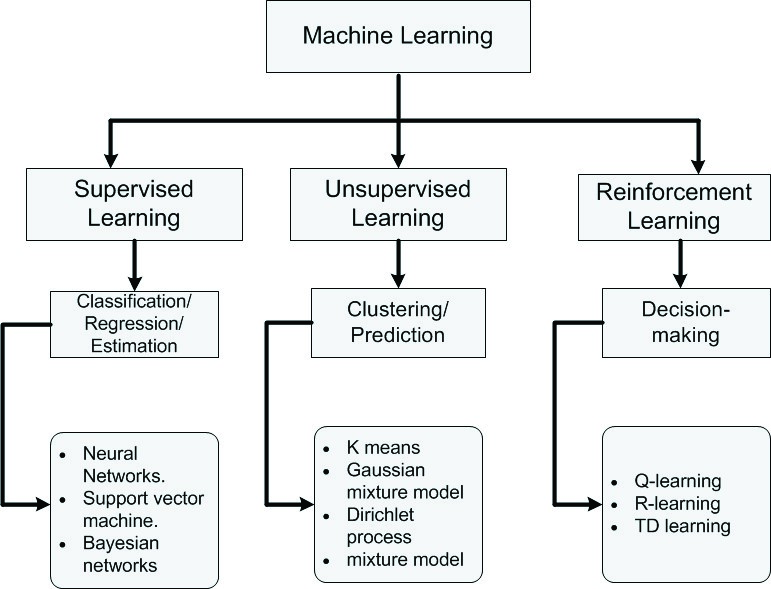 Machine Learning
Supervised
Learning
Unsupervised
Learning
Reinforcement
Learning
Classification/
Regression/
Estimation
Clustering/
Prediction
Decision-
making
• Neural
Networks.
• Support vector
machine.
• Bayesian
networks
• K means
• Gaussian
mixture model
• Dirichlet
process
• mixture model
• Q-learning
• R-learning
• TD learning